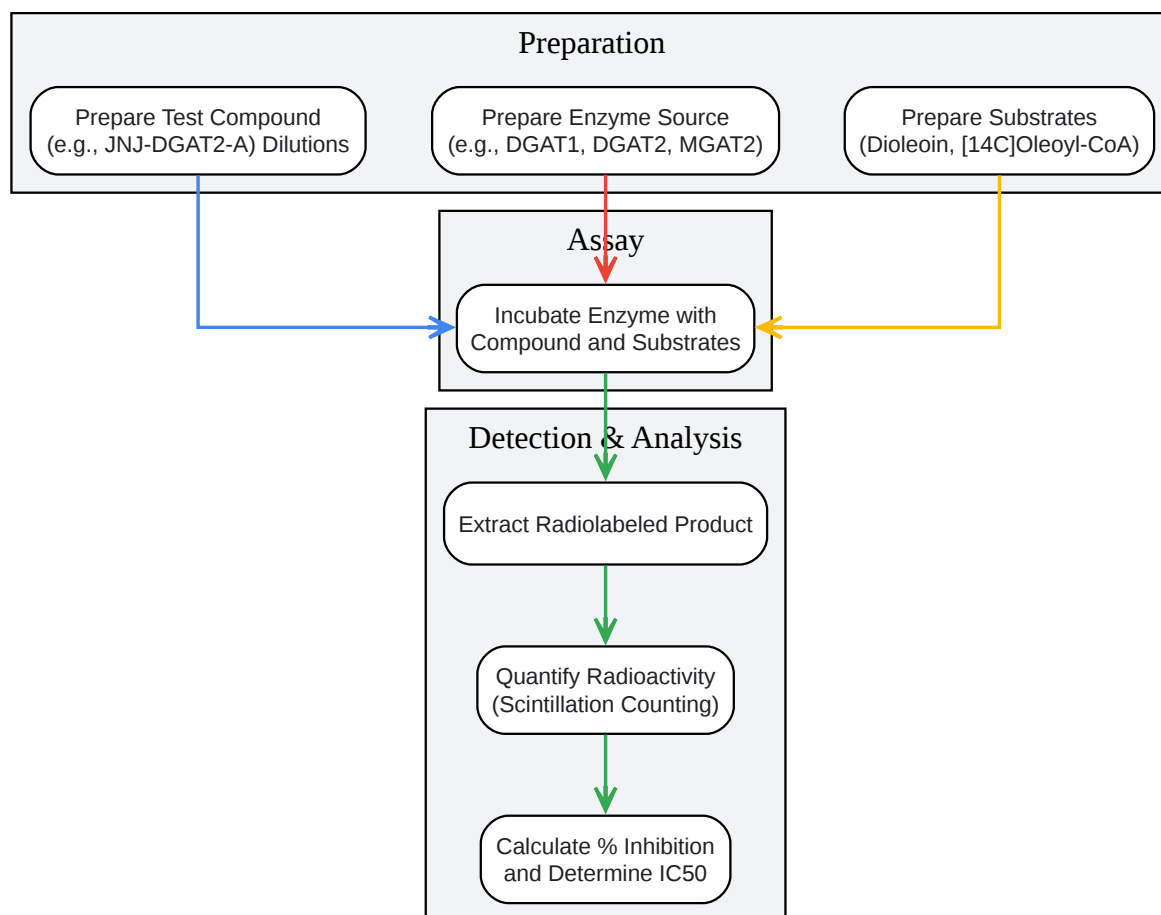 Preparation
Prepare Test Compound
(e.g., JNJ-DGAT2-A) Dilutions
Prepare Enzyme Source
(e.g., DGAT1, DGAT2, MGAT2)
Prepare Substrates
(Dioleoin, [14C]Oleoyl-CoA)
Assay
Incubate Enzyme with
Compound and Substrates
Detection & Analysis
Extract Radiolabeled Product
Quantify Radioactivity
(Scintillation Counting)
Calculate % Inhibition
and Determine IC50